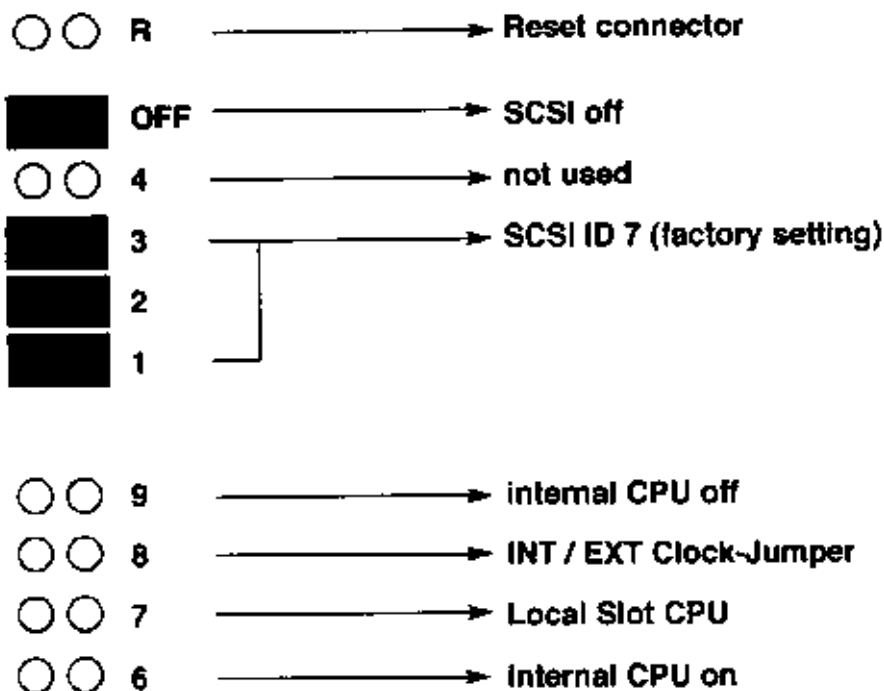 R Reset connector
OFF SCSI off
4 not used
3 SCSI ID 7 (factory setting)
2
1
9 internal CPU off
8 INT / EXT Clock-Jumper
7 Local Slot CPU
6 Internal CPU on